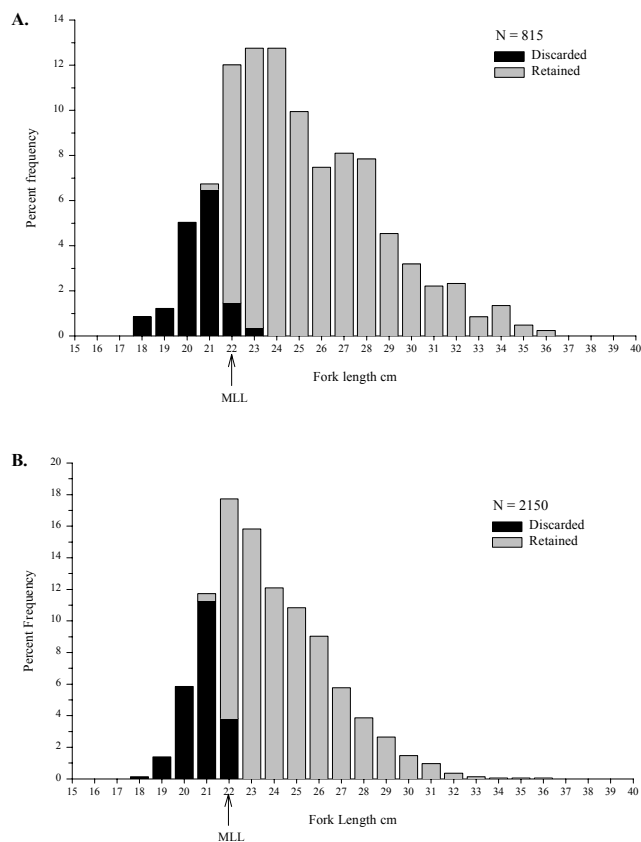 A.
N = 815
Discarded
Retained
Percent frequency
14
12
10
8
6
4
2
0
15 16 17 18 19 20 21 22 23 24 25 26 27 28 29 30 31 32 33 34 35 36 37 38 39 40
Fork length cm
MLL
B.
N = 2150
Discarded
Retained
Percent Frequency
20
18
16
14
12
10
8
6
4
2
0
15 16 17 18 19 20 21 22 23 24 25 26 27 28 29 30 31 32 33 34 35 36 37 38 39 40
Fork Length cm
MLL